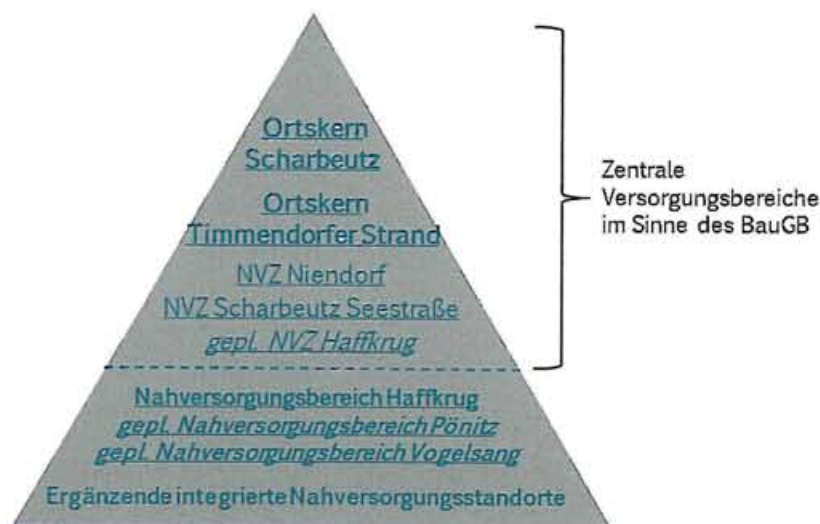 Ortskern
Scharbeutz
Ortskern
Timmendorfer Strand
NVZ Niendorf
NVZ Scharbeutz Seestraße
gepl. NVZ Haffkrug
Nahversorgungsbereich Haffkrug
gepl. Nahversorgungsbereich Pönitz
gepl. Nahversorgungsbereich Vogelsang
Ergänzende integrierte Nahversorgungsstandorte
Zentrale
Versorgungsbereiche
im Sinne des BauGB